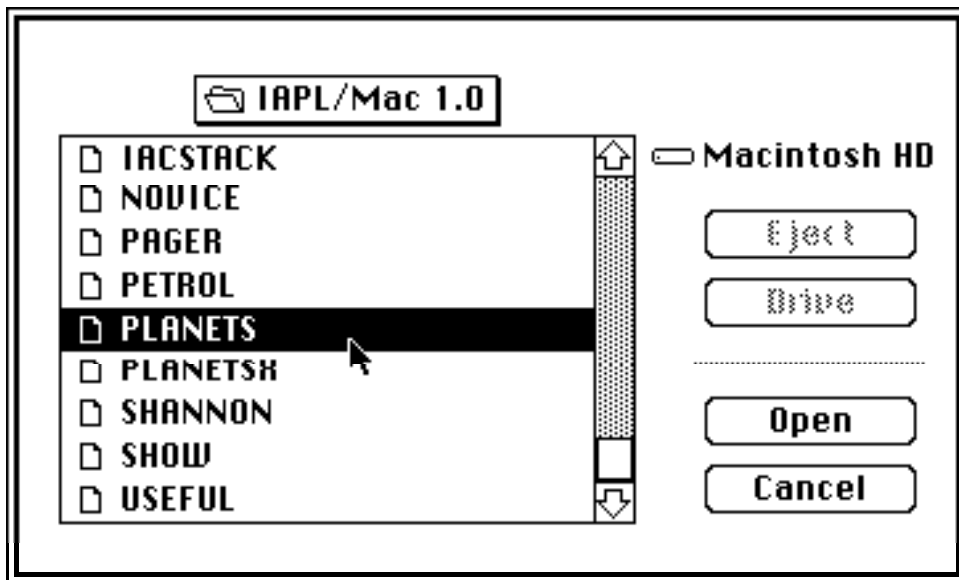 IAPL/Mac 1.0
IACSTACK
NOVICE
PAGER
PETROL
PLANETS
PLANETSX
SHANNON
SHOW
USEFUL
Macintosh HD
Eject
Drive
Open
Cancel